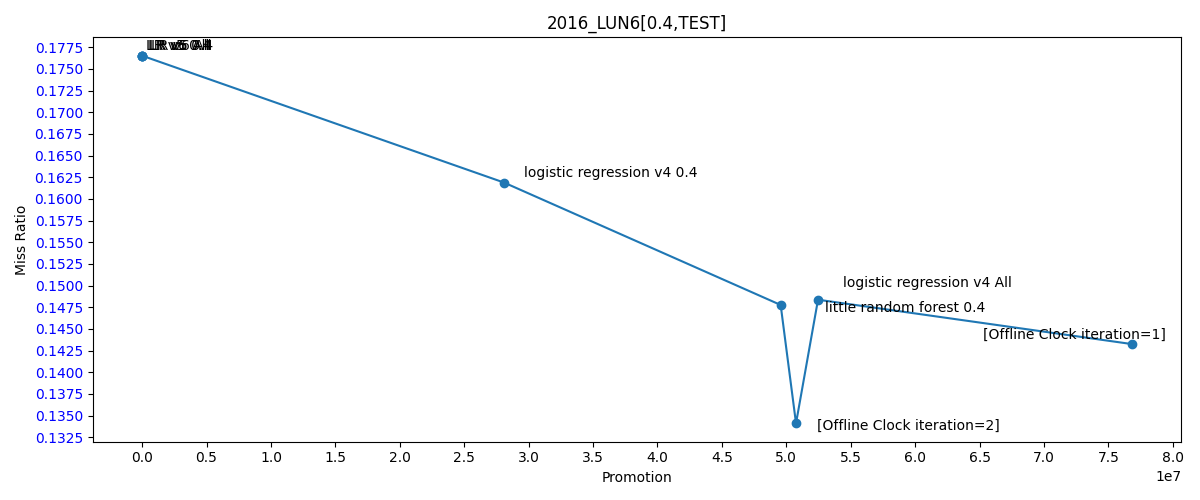 2016_LUN6[0.4,TEST]
0.1775
0.1750
0.1725
0.1700
0.1675
0.1650
0.1625
0.1600
0.1575
0.1550
0.1525
0.1500
0.1475
0.1450
0.1425
0.1400
0.1375
0.1350
0.1325
Miss Ratio
logistic regression v4 0.4
logistic regression v4 All
little random forest 0.4
[Offline Clock iteration=1]
[Offline Clock iteration=2]
0.0 0.5 1.0 1.5 2.0 2.5 3.0 3.5 4.0 4.5 5.0 5.5 6.0 6.5 7.0 7.5 8.0
1e7
Promotion